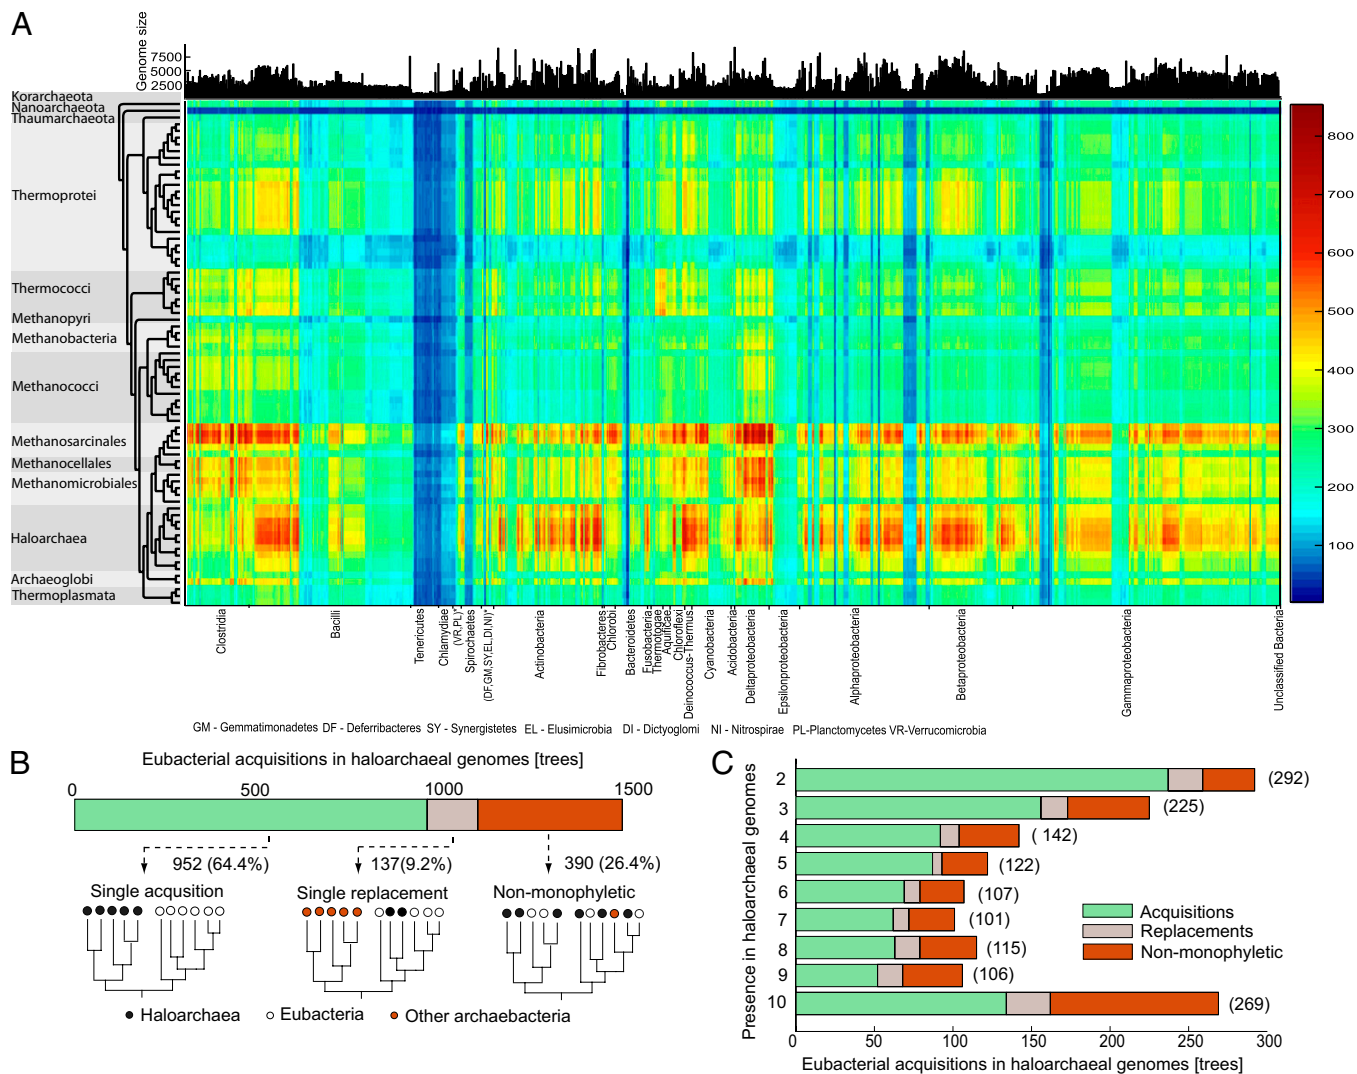 A
Genome size
7500
5000
2500
Korarchaeota
Nanoarchaeota
Thaumarchaeota
Thermoprotei
Thermococci
Methanopyri
Methanobacteria
Methanococci
Methanosarcinales
Methanocellales
Methanomicrobiales
Haloarchaea
Archaeoglobi
Thermoplasmata
800
700
600
500
400
300
200
100
Clostridia
Bacilli
Tenericutes
Chlamydiae
(VR,PL)*
Spirochaetes
(DF,GM,SY,EL,DI,NI)*
Actinobacteria
Fibrobacteres
Chlorobi
Bacteroidetes
Fusobacteria
Thermotogae
Aquificae
Chloroflexi
Deinococcus-Thermus
Cyanobacteria
Acidobacteria
Deltaproteobacteria
Epsilonproteobacteria
Alphaproteobacteria
Betaproteobacteria
Gammaproteobacteria
Unclassified Bacteria
GM - Gemmatimonadetes DF - Deferribacteres SY - Synergistetes EL - Elusimicrobia DI - Dictyoglomi NI - Nitrospirae PL-Planctomycetes VR-Verrucomicrobia
B
Eubacterial acquisitions in haloarchaeal genomes [trees]
0 500 1000 1500
952 (64.4%) 137(9.2%) 390 (26.4%)
Single acqusition Single replacement Non-monophyletic
Haloarchaea Eubacteria Other archaebacteria
C
Presence in haloarchaeal genomes
2 (292)
3 (225)
4 ( 142)
5 (122)
6 (107)
7 (101)
8 (115)
9 (106)
10 (269)
Acquisitions
Replacements
Non-monophyletic
0 50 100 150 200 250 300
Eubacterial acquisitions in haloarchaeal genomes [trees]